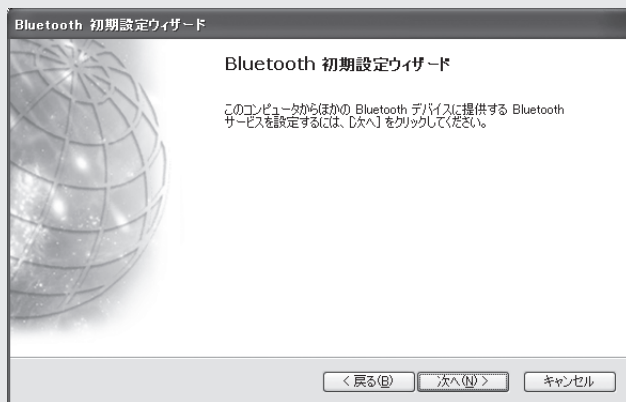 Bluetooth 初期設定ウィザード
Bluetooth 初期設定ウィザード
このコンピュータからほかの Bluetooth デバイスに提供する Bluetooth
サービスを設定するには、[次へ] をクリックしてください。
< 戻る(B)
次へ(N) >
キャンセル